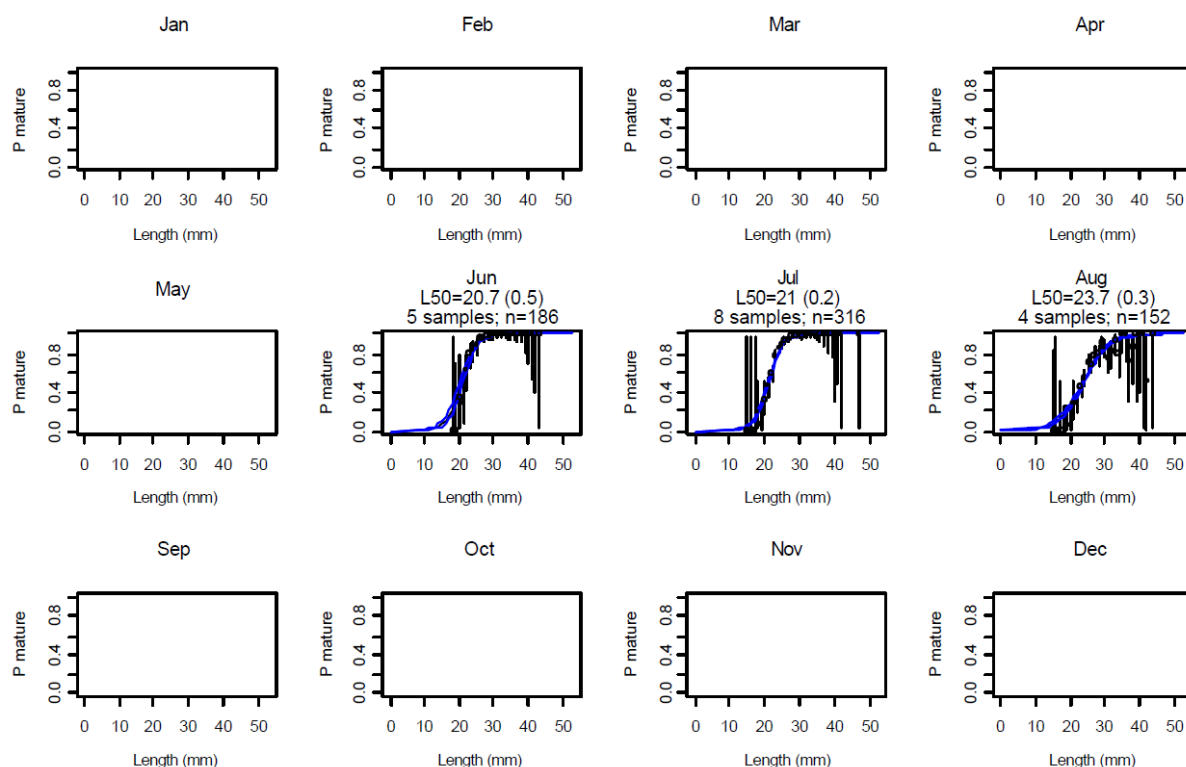 Jan
Feb
Mar
Apr
P mature
0.0 0.4 0.8
0 10 20 30 40 50
Length (mm)
P mature
0.0 0.4 0.8
0 10 20 30 40 50
Length (mm)
P mature
0.0 0.4 0.8
0 10 20 30 40 50
Length (mm)
P mature
0.0 0.4 0.8
0 10 20 30 40 50
Length (mm)
May
P mature
0.0 0.4 0.8
0 10 20 30 40 50
Length (mm)
Jun
L50=20.7 (0.5)
5 samples; n=186
P mature
0.0 0.4 0.8
0 10 20 30 40 50
Length (mm)
Jul
L50=21 (0.2)
8 samples; n=316
P mature
0.0 0.4 0.8
0 10 20 30 40 50
Length (mm)
Aug
L50=23.7 (0.3)
4 samples; n=152
P mature
0.0 0.4 0.8
0 10 20 30 40 50
Length (mm)
Sep
P mature
0.0 0.4 0.8
0 10 20 30 40 50
Length (mm)
Oct
P mature
0.0 0.4 0.8
0 10 20 30 40 50
Length (mm)
Nov
P mature
0.0 0.4 0.8
0 10 20 30 40 50
Length (mm)
Dec
P mature
0.0 0.4 0.8
0 10 20 30 40 50
Length (mm)